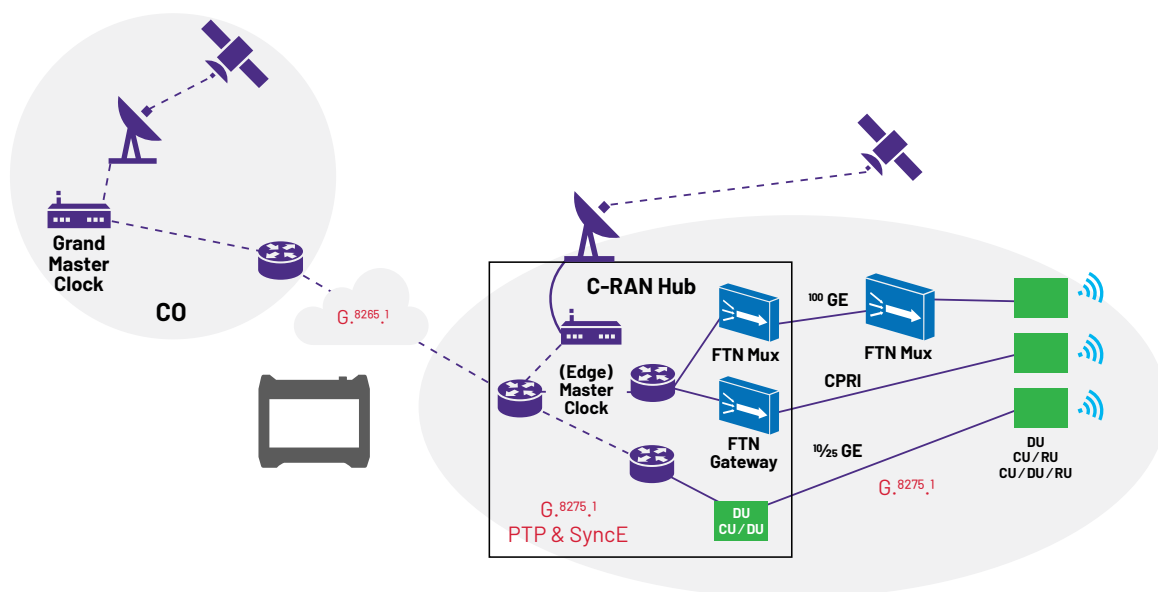 Grand
Master
Clock
CO
G.8265.1
C-RAN Hub
(Edge)
Master
Clock
FTN Mux
100 GE
FTN Mux
FTN
Gateway
CPRI
10/25 GE
G.8275.1
PTP & SyncE
DU
CU/DU
G.8275.1
DU
CU/RU
CU/DU/RU